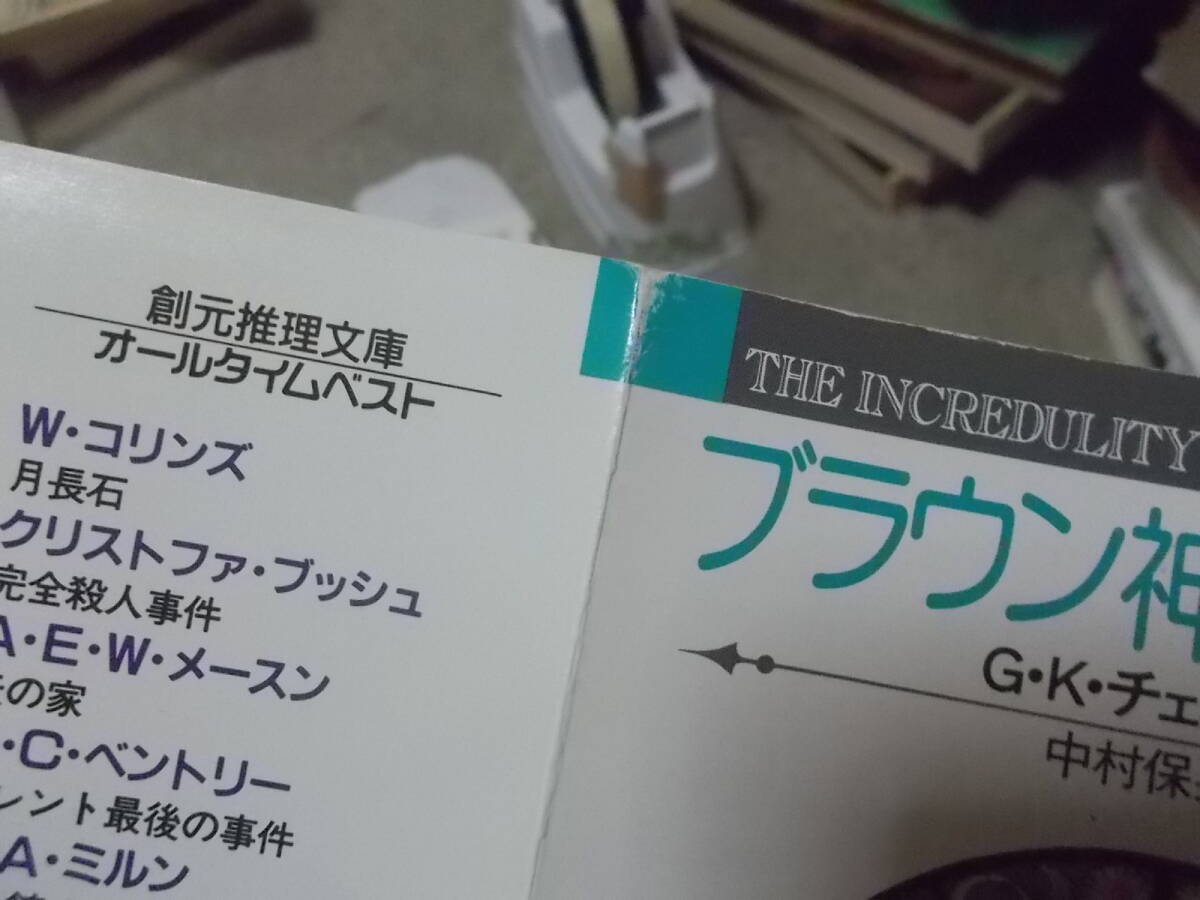 創元推理文庫
オールタイムベスト
W・コリンズ
月長石
クリストファ・ブッシュ
完全殺人事件
A・E・W・メースン
の家
・C・ベントリー
レント最後の事件
A・ミルン
THE INCREDULITY
ブラウン神
G・K・チェ
中村保